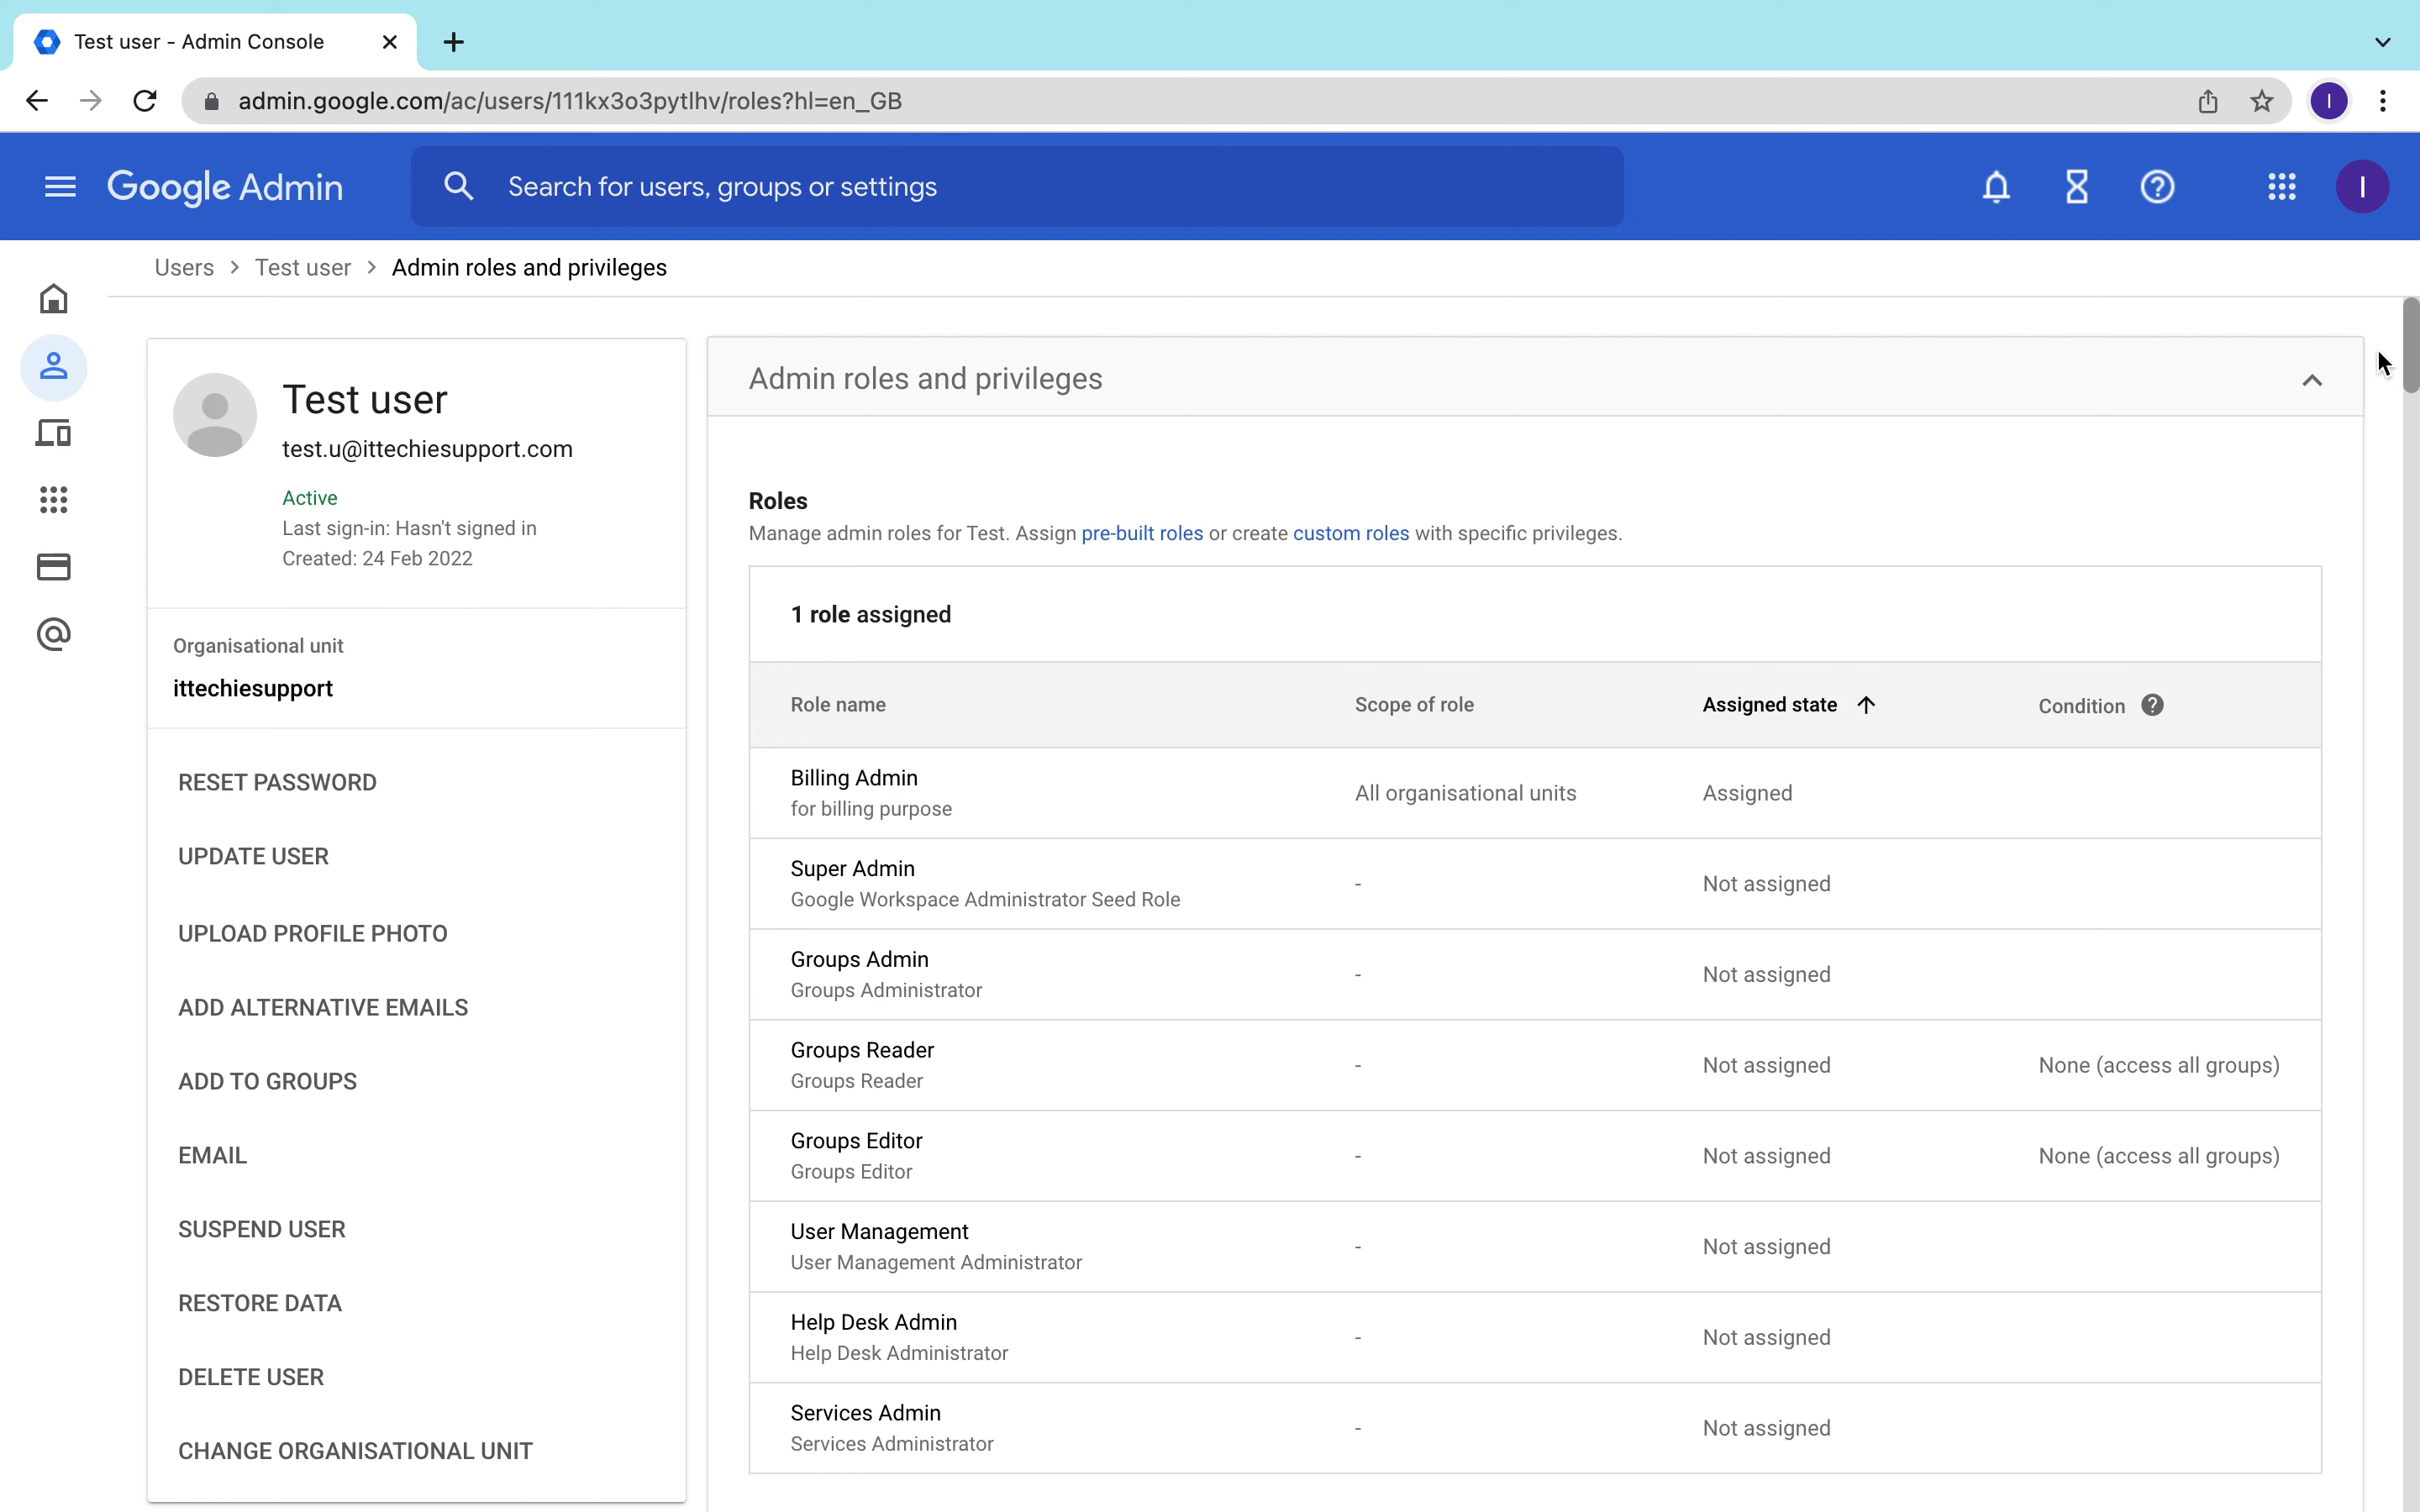 Test user - Admin Console
admin.google.com/ac/users/111kx3o3pytlhv/roles?hl=en_GB
I
Google Admin
Search for users, groups or settings
I
Users > Test user > Admin roles and privileges
Test user
test.u@ittechiesupport.com
Active
Last sign-in: Hasn't signed in
Created: 24 Feb 2022
Organisational unit
ittechiesupport
RESET PASSWORD
UPDATE USER
UPLOAD PROFILE PHOTO
ADD ALTERNATIVE EMAILS
ADD TO GROUPS
EMAIL
SUSPEND USER
RESTORE DATA
DELETE USER
CHANGE ORGANISATIONAL UNIT
Admin roles and privileges
Roles
Manage admin roles for Test. Assign pre-built roles or create custom roles with specific privileges.
1 role assigned
Role name Scope of role Assigned state Condition
Billing Admin
for billing purpose
All organisational units Assigned
Super Admin
Google Workspace Administrator Seed Role
- Not assigned
Groups Admin
Groups Administrator
- Not assigned
Groups Reader
Groups Reader
- Not assigned None (access all groups)
Groups Editor
Groups Editor
- Not assigned None (access all groups)
User Management
User Management Administrator
- Not assigned
Help Desk Admin
Help Desk Administrator
- Not assigned
Services Admin
Services Administrator
- Not assigned